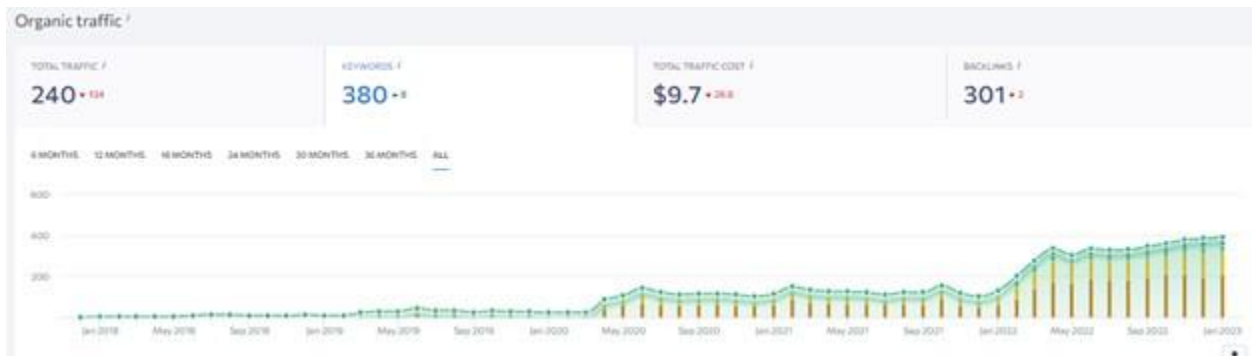 Organic traffic i
TOTAL TRAFFIC i
KEYWORDS i
TOTAL TRAFFIC COST i
BACKLINKS i
240
380
$9.7
301
6 MONTHS 12 MONTHS 18 MONTHS 24 MONTHS 30 MONTHS 36 MONTHS ALL
600
400
200
Jan 2018 May 2018 Sep 2018 Jan 2019 May 2019 Sep 2019 Jan 2020 May 2020 Sep 2020 Jan 2021 May 2021 Sep 2021 Jan 2022 May 2022 Sep 2022 Jan 2023